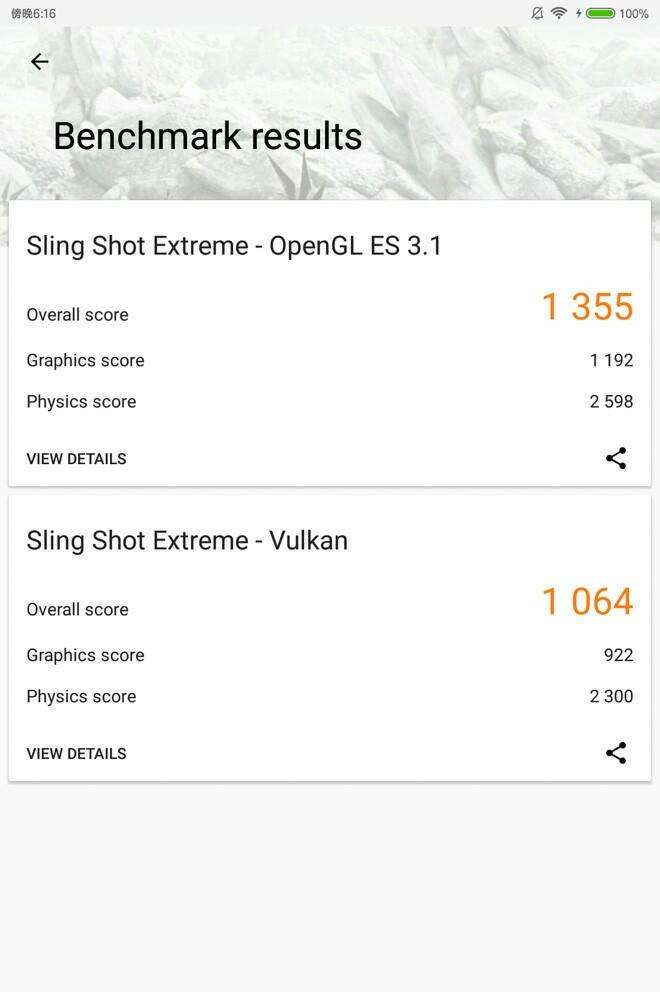 傍晚6:16 100%
Benchmark results
Sling Shot Extreme - OpenGL ES 3.1
Overall score 1 355
Graphics score 1 192
Physics score 2 598
VIEW DETAILS
Sling Shot Extreme - Vulkan
Overall score 1 064
Graphics score 922
Physics score 2 300
VIEW DETAILS